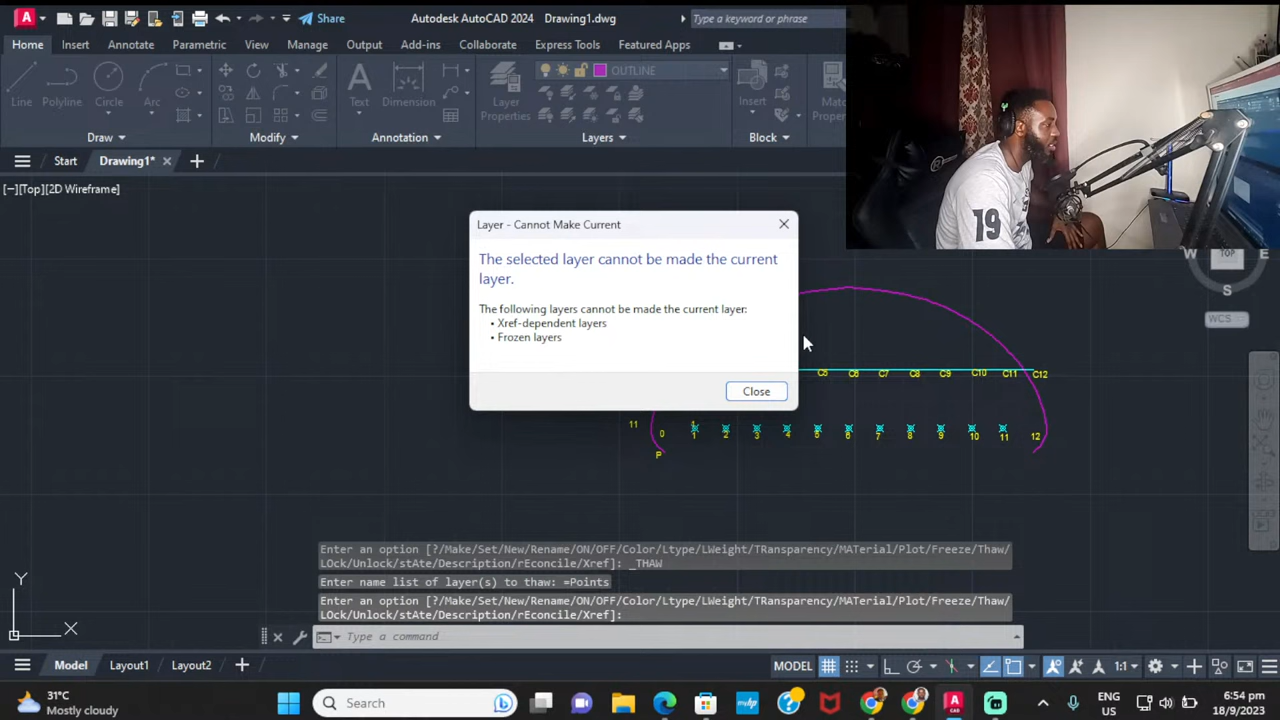 Share
Autodesk AutoCAD 2024 Drawing1.dwg
Type a keyword or phrase
Home
Insert
Annotate
Parametric
View
Manage
Output
Add-ins
Collaborate
Express Tools
Featured Apps
OUTLINE
Line
Polyline
Circle
Arc
Text
Dimension
Layer
Properties
Insert
Draw
Modify
Annotation
Layers
Block
Start
Drawing1*
[−][Top][2D Wireframe]
19
W
TOP
E
S
WCS
Layer - Cannot Make Current
The selected layer cannot be made the current
layer.
The following layers cannot be made the current layer:
• Xref-dependent layers
• Frozen layers
Close
C5 C6 C7 C8 C9 C10 C11 C12
11 0 1 2 3 4 5 6 7 8 9 10 11 12
P
Enter an option [?/Make/Set/New/Rename/ON/OFF/Color/Ltype/LWeight/TRansparency/MATerial/Plot/Freeze/Thaw/
LOck/Unlock/stAte/Description/rEconcile/Xref]: _THAW
Enter name list of layer(s) to thaw: =Points
Enter an option [?/Make/Set/New/Rename/ON/OFF/Color/Ltype/LWeight/TRansparency/MATerial/Plot/Freeze/Thaw/
LOck/Unlock/stAte/Description/rEconcile/Xref]:
Type a command
Y
X
Model
Layout1
Layout2
MODEL
1:1
31°C
Mostly cloudy
Search
ENG
US
6:54 pm
18/9/2023